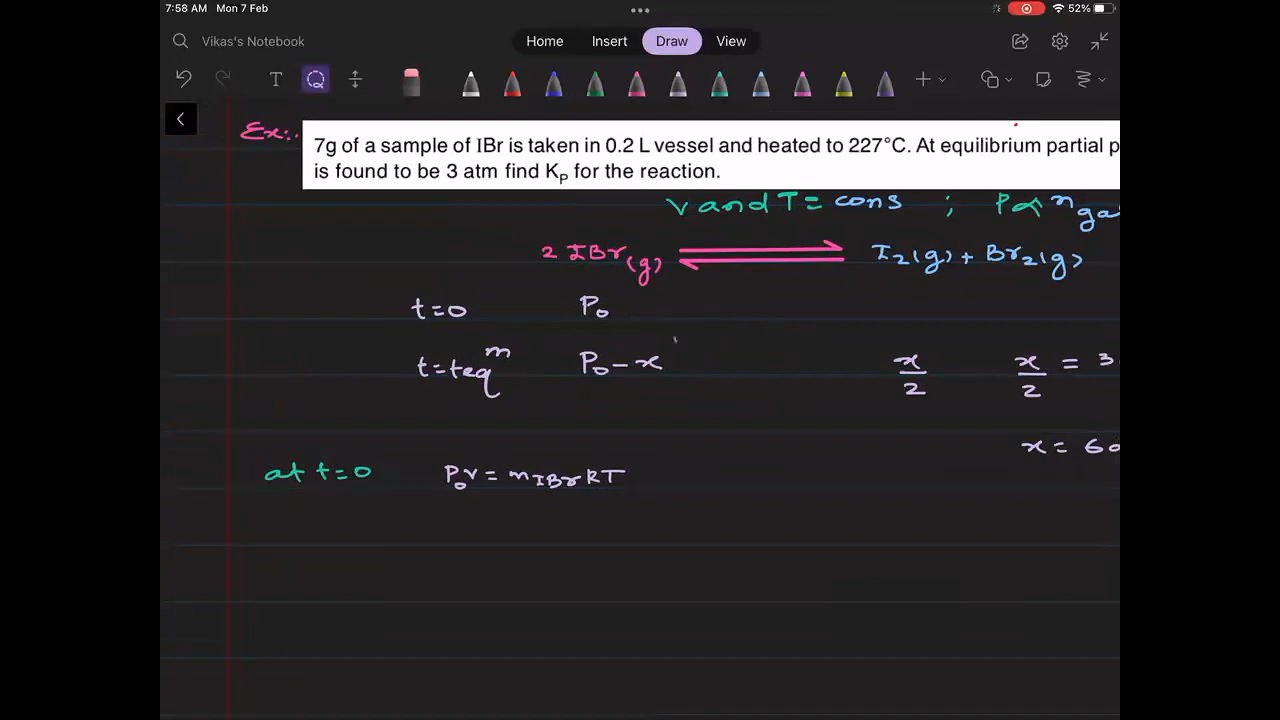 7:58 AM Mon 7 Feb
52%
Vikas's Notebook
Home Insert Draw View
T
Ex:.
7g of a sample of IBr is taken in 0.2 L vessel and heated to 227°C. At equilibrium partial p
is found to be 3 atm find Kₚ for the reaction.
V and T = cons ; P ∝ n ga
2 IBr(g) ⇌ I₂(g) + Br₂(g)
t=0 P₀
t=teqᵐ P₀-x x/2 x/2 = 3
x = 6a
at t=0 P₀V = n IBr RT